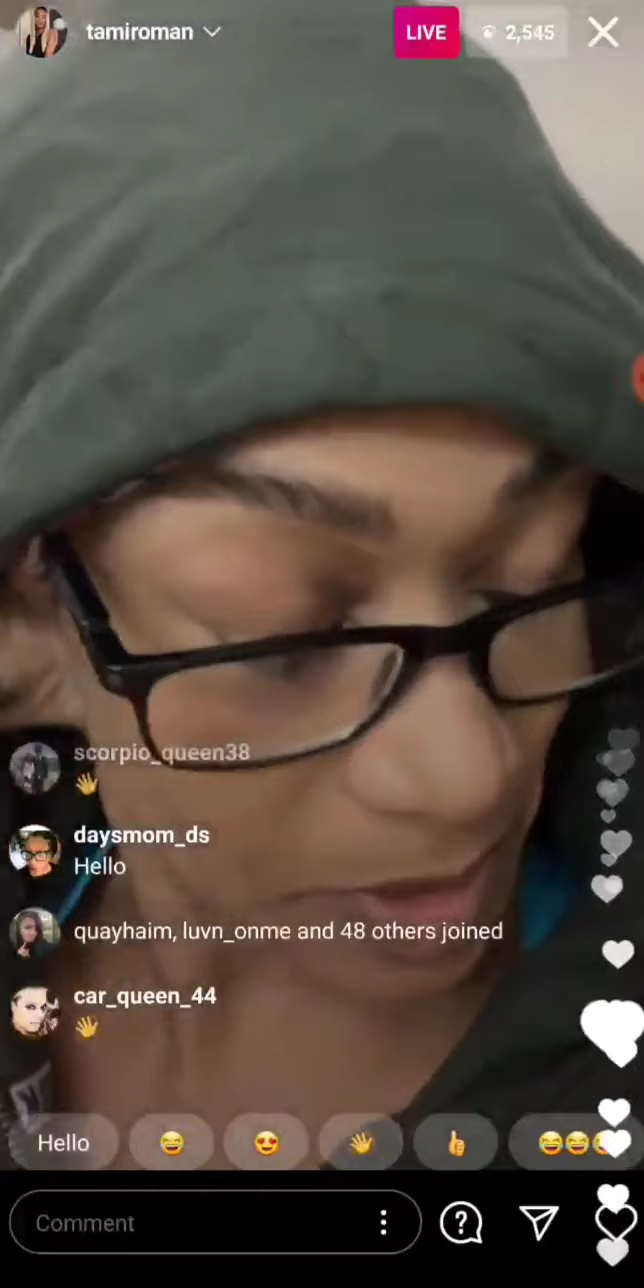 tamiroman
LIVE
2,545
scorpio_queen38
👋
daysmom_ds
Hello
quayhaim, luvn_onme and 48 others joined
car_queen_44
👋
Hello 😂 😍 👋 👍 😂😂😂
Comment